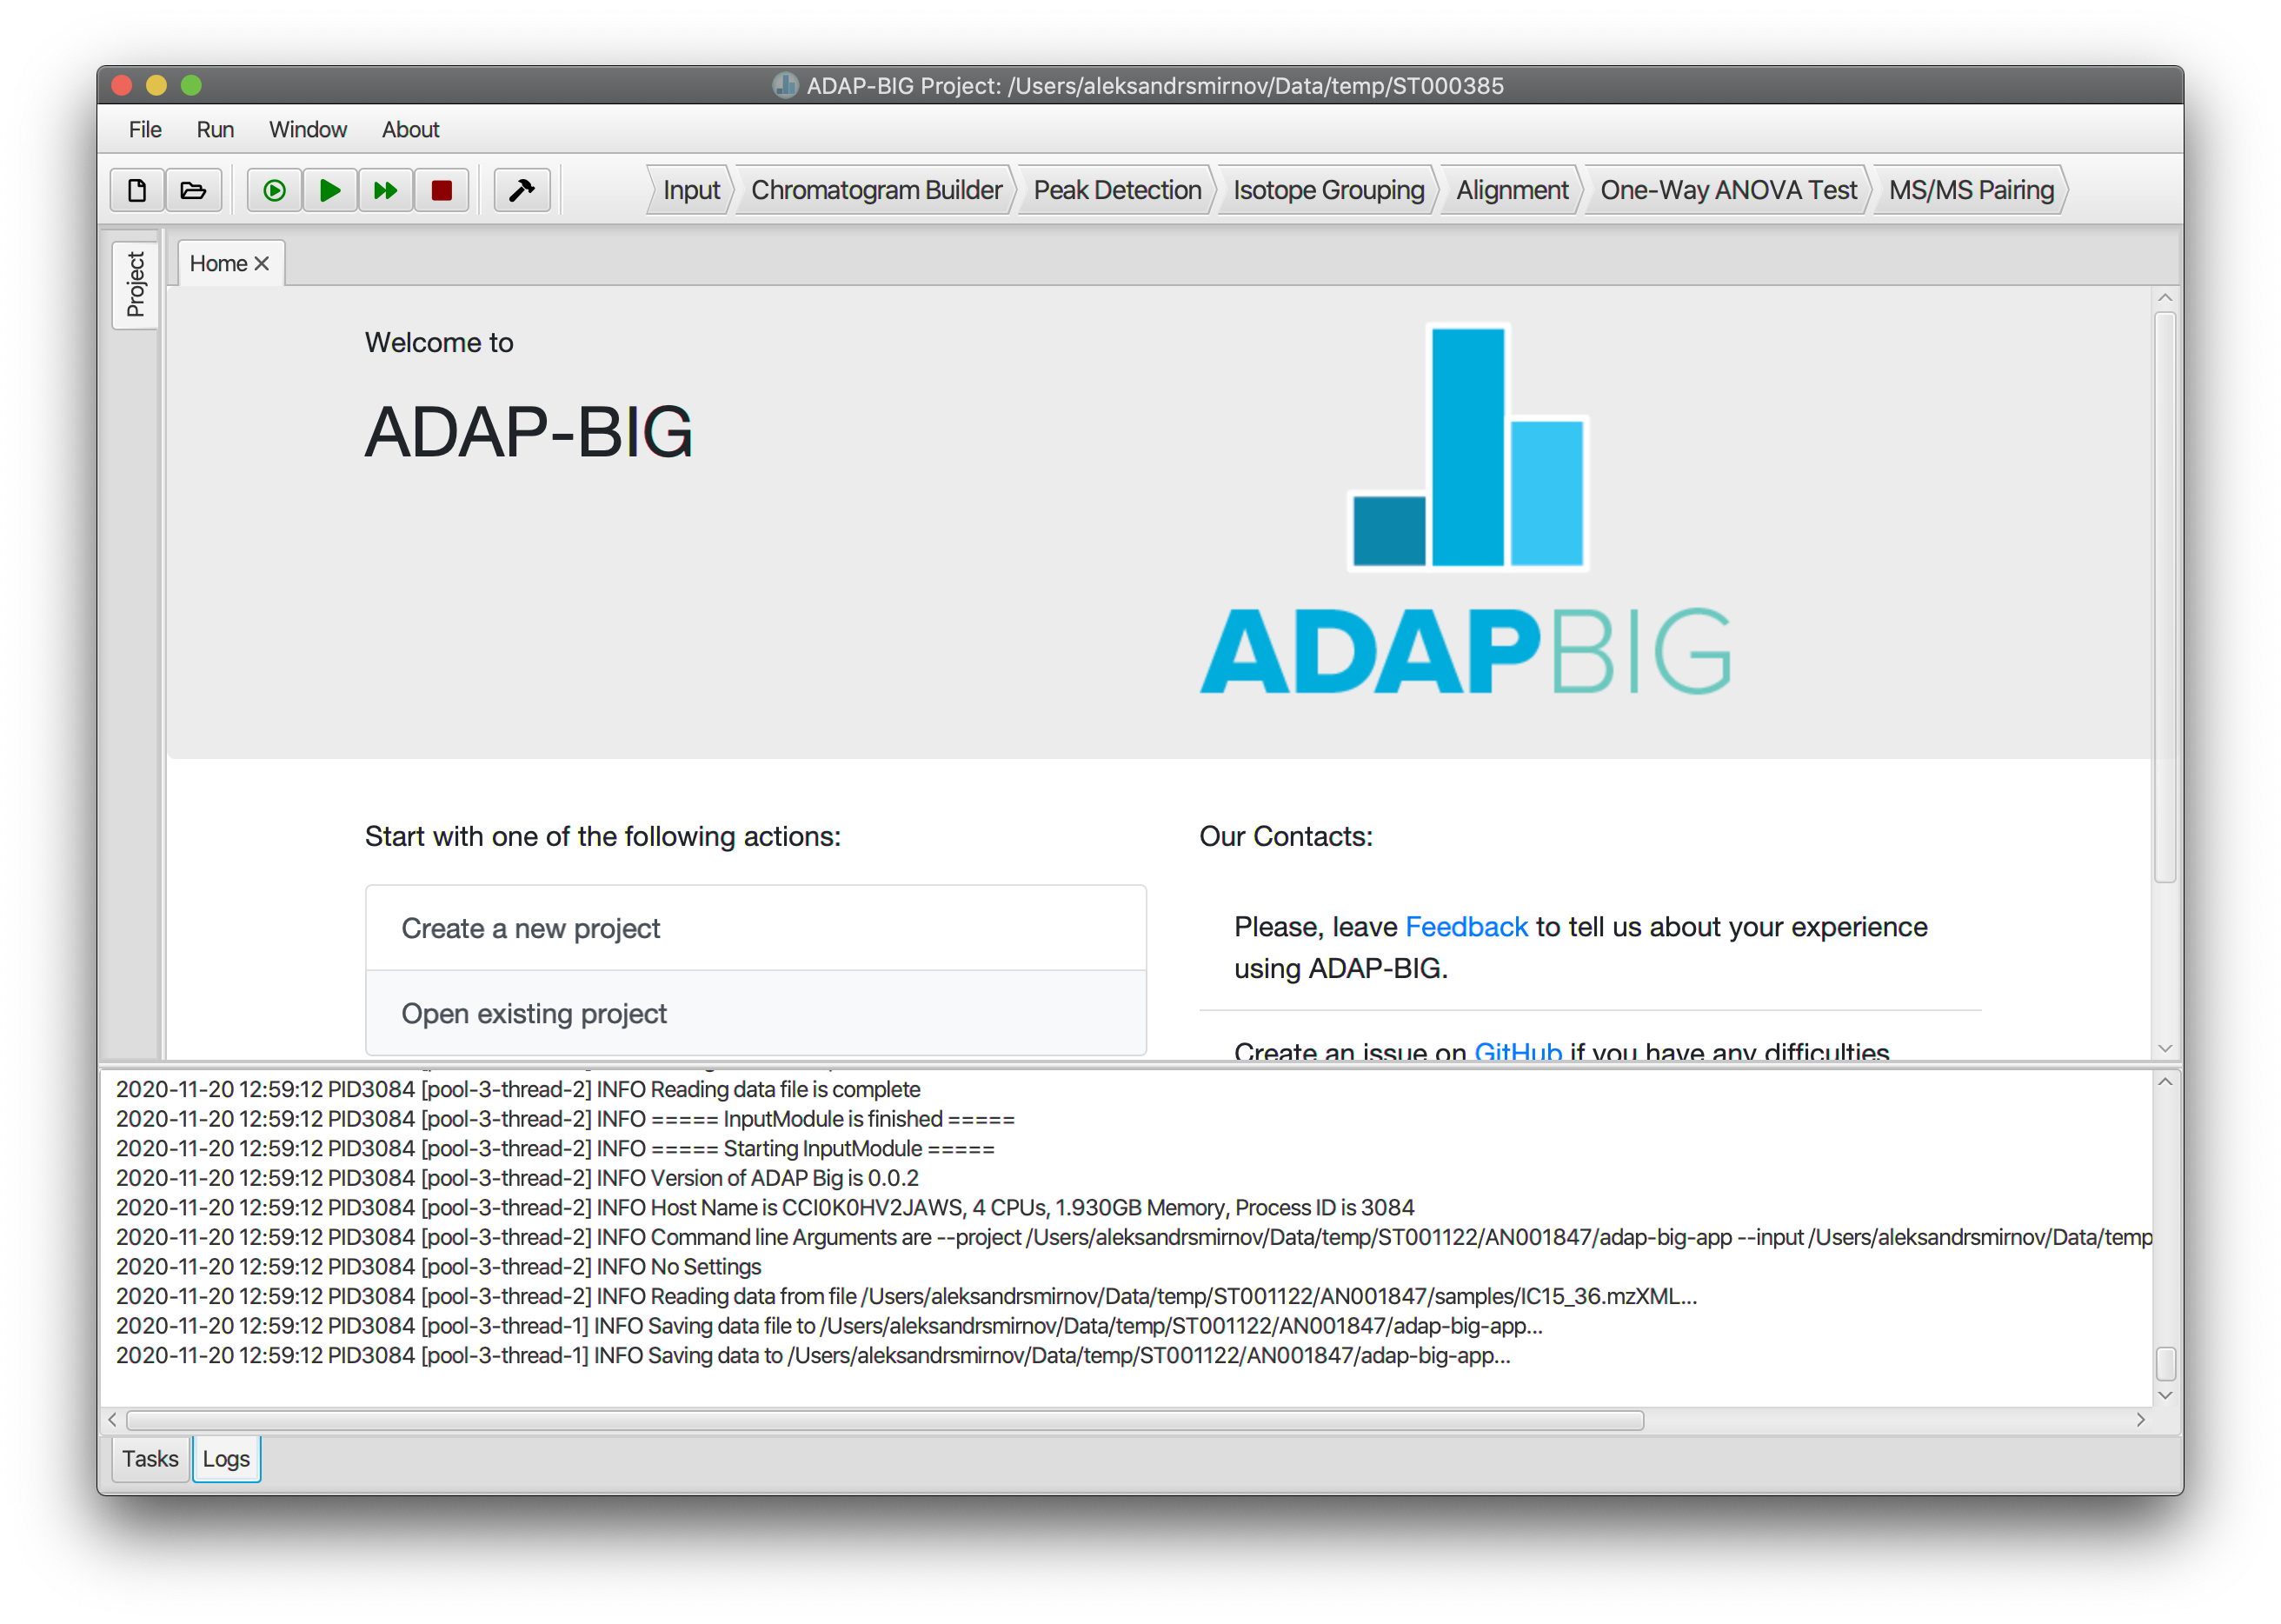 ADAP-BIG Project: /Users/aleksandrsmirnov/Data/temp/ST000385
File Run Window About
Input Chromatogram Builder Peak Detection Isotope Grouping Alignment One-Way ANOVA Test MS/MS Pairing
Project
Home
Welcome to
ADAP-BIG
ADAPBIG
Start with one of the following actions:
Create a new project
Open existing project
Our Contacts:
Please, leave Feedback to tell us about your experience
using ADAP-BIG.
Create an issue on GitHub if you have any difficulties
2020-11-20 12:59:12 PID3084 [pool-3-thread-2] INFO Reading data file is complete
2020-11-20 12:59:12 PID3084 [pool-3-thread-2] INFO ===== InputModule is finished =====
2020-11-20 12:59:12 PID3084 [pool-3-thread-2] INFO ===== Starting InputModule =====
2020-11-20 12:59:12 PID3084 [pool-3-thread-2] INFO Version of ADAP Big is 0.0.2
2020-11-20 12:59:12 PID3084 [pool-3-thread-2] INFO Host Name is CCI0K0HV2JAWS, 4 CPUs, 1.930GB Memory, Process ID is 3084
2020-11-20 12:59:12 PID3084 [pool-3-thread-2] INFO Command line Arguments are --project /Users/aleksandrsmirnov/Data/temp/ST001122/AN001847/adap-big-app --input /Users/aleksandrsmirnov/Data/temp
2020-11-20 12:59:12 PID3084 [pool-3-thread-2] INFO No Settings
2020-11-20 12:59:12 PID3084 [pool-3-thread-2] INFO Reading data from file /Users/aleksandrsmirnov/Data/temp/ST001122/AN001847/samples/IC15_36.mzXML...
2020-11-20 12:59:12 PID3084 [pool-3-thread-1] INFO Saving data file to /Users/aleksandrsmirnov/Data/temp/ST001122/AN001847/adap-big-app...
2020-11-20 12:59:12 PID3084 [pool-3-thread-1] INFO Saving data to /Users/aleksandrsmirnov/Data/temp/ST001122/AN001847/adap-big-app...
Tasks Logs